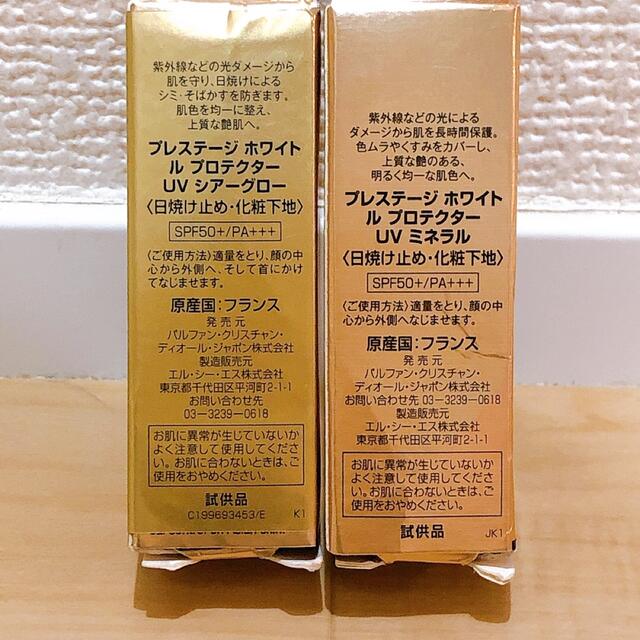 紫外線などの光ダメージから
肌を守り、日焼けによる
シミ・そばかすを防ぎます。
肌色を均一に整え、
上質な艶肌へ。
プレステージ ホワイト
ル プロテクター
UV シアーグロー
〈日焼け止め・化粧下地〉
SPF50+/PA+++
〈ご使用方法〉適量をとり、顔の中
心から外側へ、そして首にかけ
てなじませます。
原産国：フランス
発売元
パルファン・クリスチャン・
ディオール・ジャポン株式会社
製造販売元
エル・シー・エス株式会社
東京都千代田区平河町2-1-1
お問い合わせ先
03-3239-0618
お肌に異常が生じていないか
よく注意して使用してくださ
い。お肌に合わないときは、ご
使用をおやめください。
試供品
C199693453/E K1
紫外線などの光による
ダメージから肌を長時間保護。
色ムラやくすみをカバーし、
上質な艶のある、
明るく均一な肌色へ。
プレステージ ホワイト
ル プロテクター
UV ミネラル
〈日焼け止め・化粧下地〉
SPF50+/PA+++
〈ご使用方法〉適量をとり、顔の中
心から外側へなじませます。
原産国：フランス
発売元
パルファン・クリスチャン・
ディオール・ジャポン株式会社
お問い合わせ先 03-3239-0618
製造販売元
エル・シー・エス株式会社
東京都千代田区平河町2-1-1
お肌に異常が生じていないか
よく注意して使用してくださ
い。お肌に合わないときは、ご
使用をおやめください。
試供品
JK1